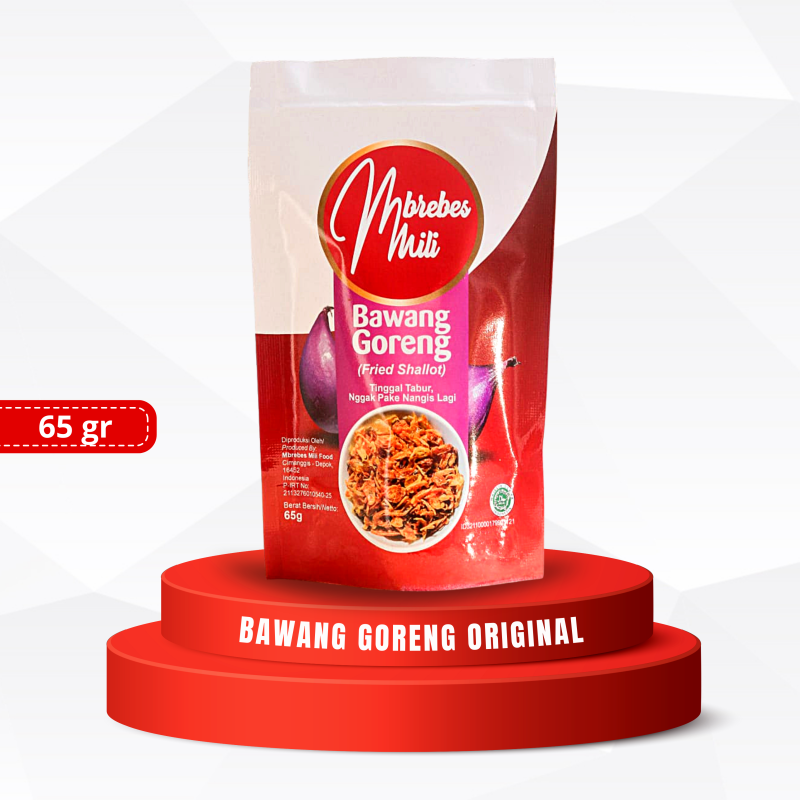 Mbrebes
Mili
Bawang
Goreng
(Fried Shallot)
Tinggal Tabur,
Nggak Pake Nangis Lagi
65 gr
Diproduksi Oleh/
Produced By:
Mbrebes Mili Food
Cimanggis - Depok,
16452
Indonesia
P-IRT No.
Berat Bersih/Netto:
65g
BAWANG GORENG ORIGINAL